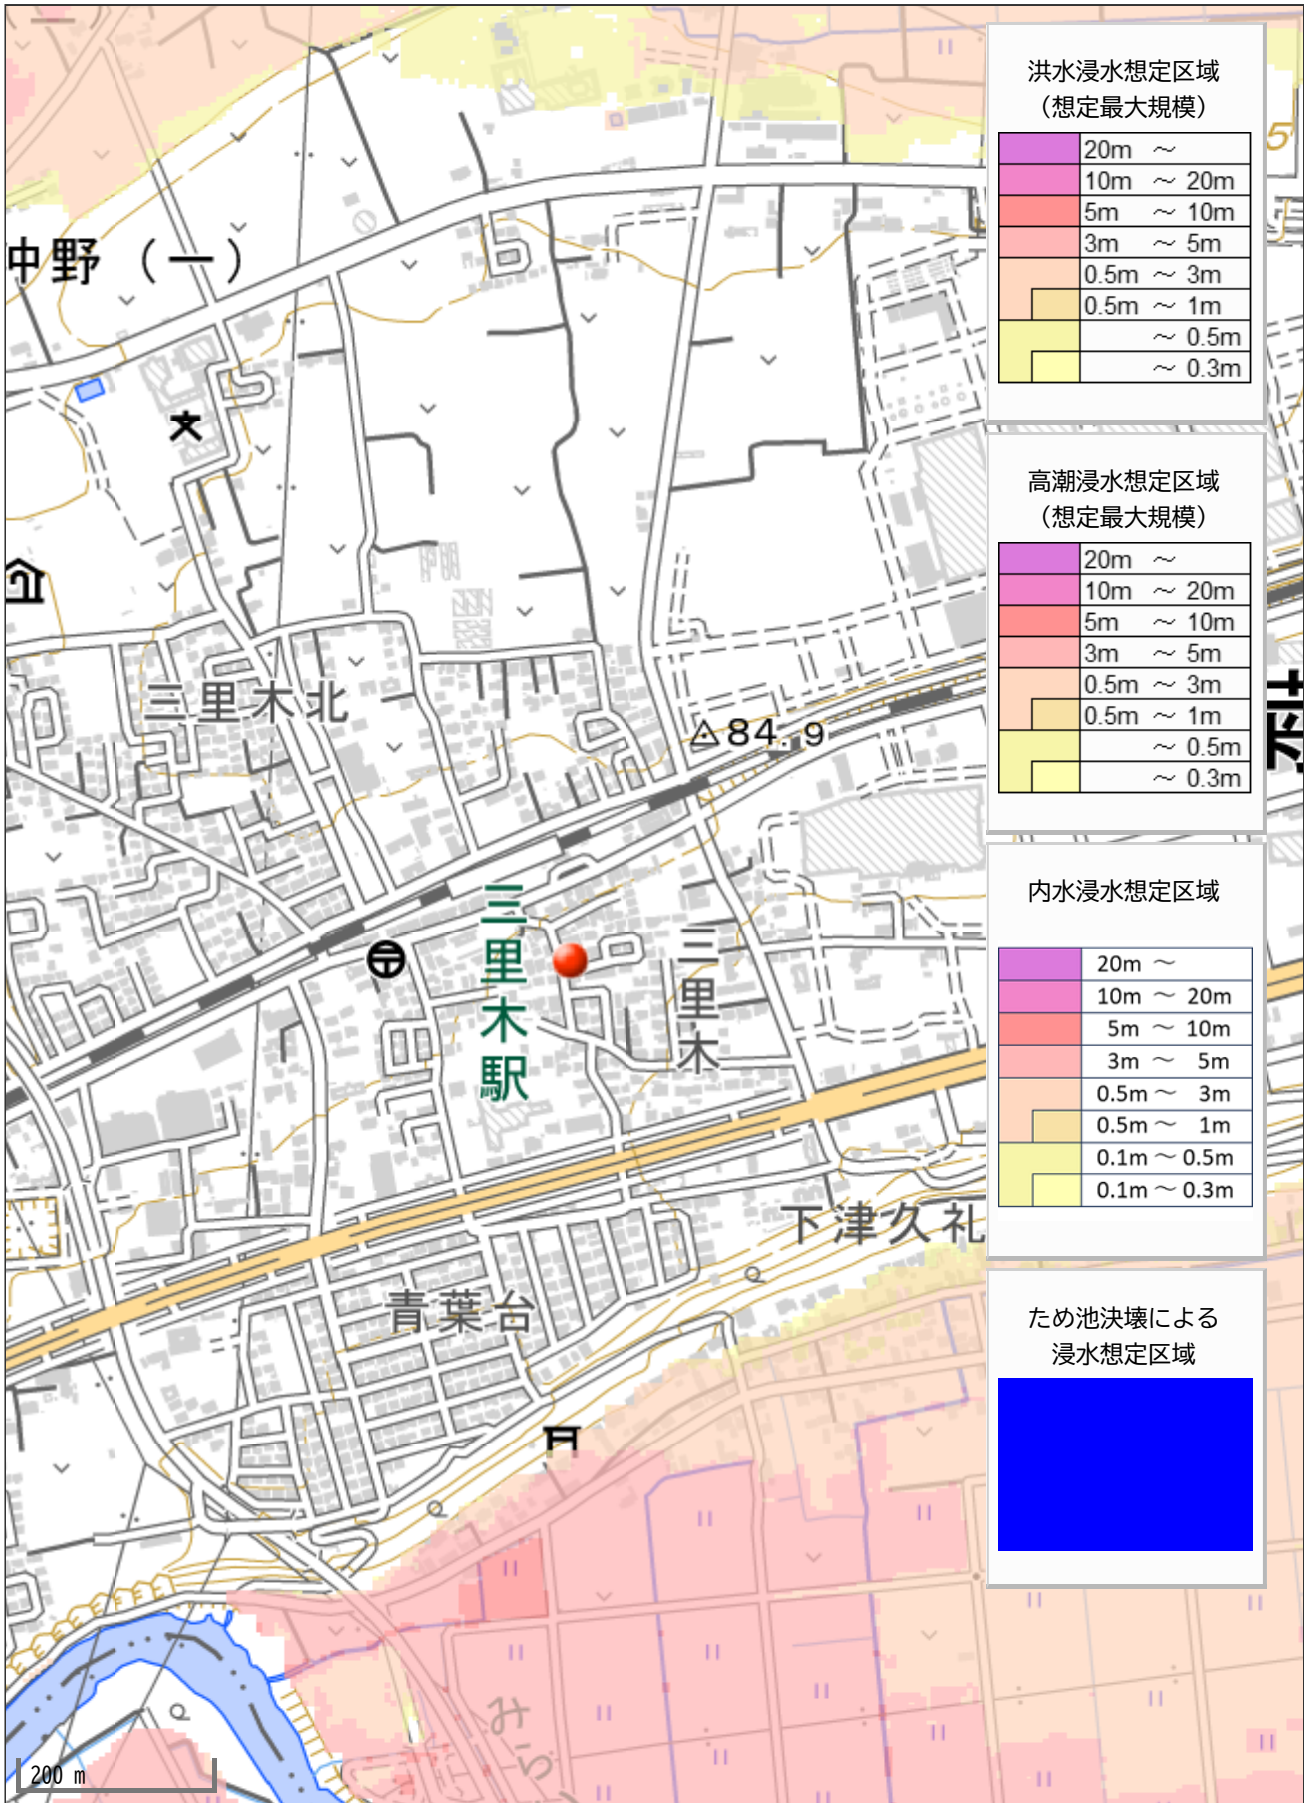 中野（一）
三里木北
84.9
三里木駅
三里木
下津久礼
青葉台
みら
200 m
5
洪水浸水想定区域
（想定最大規模）
20m ～
10m ～ 20m
5m ～ 10m
3m ～ 5m
0.5m ～ 3m
0.5m ～ 1m
～ 0.5m
～ 0.3m
高潮浸水想定区域
（想定最大規模）
20m ～
10m ～ 20m
5m ～ 10m
3m ～ 5m
0.5m ～ 3m
0.5m ～ 1m
～ 0.5m
～ 0.3m
内水浸水想定区域
20m ～
10m ～ 20m
5m ～ 10m
3m ～ 5m
0.5m ～ 3m
0.5m ～ 1m
0.1m ～ 0.5m
0.1m ～ 0.3m
ため池決壊による
浸水想定区域